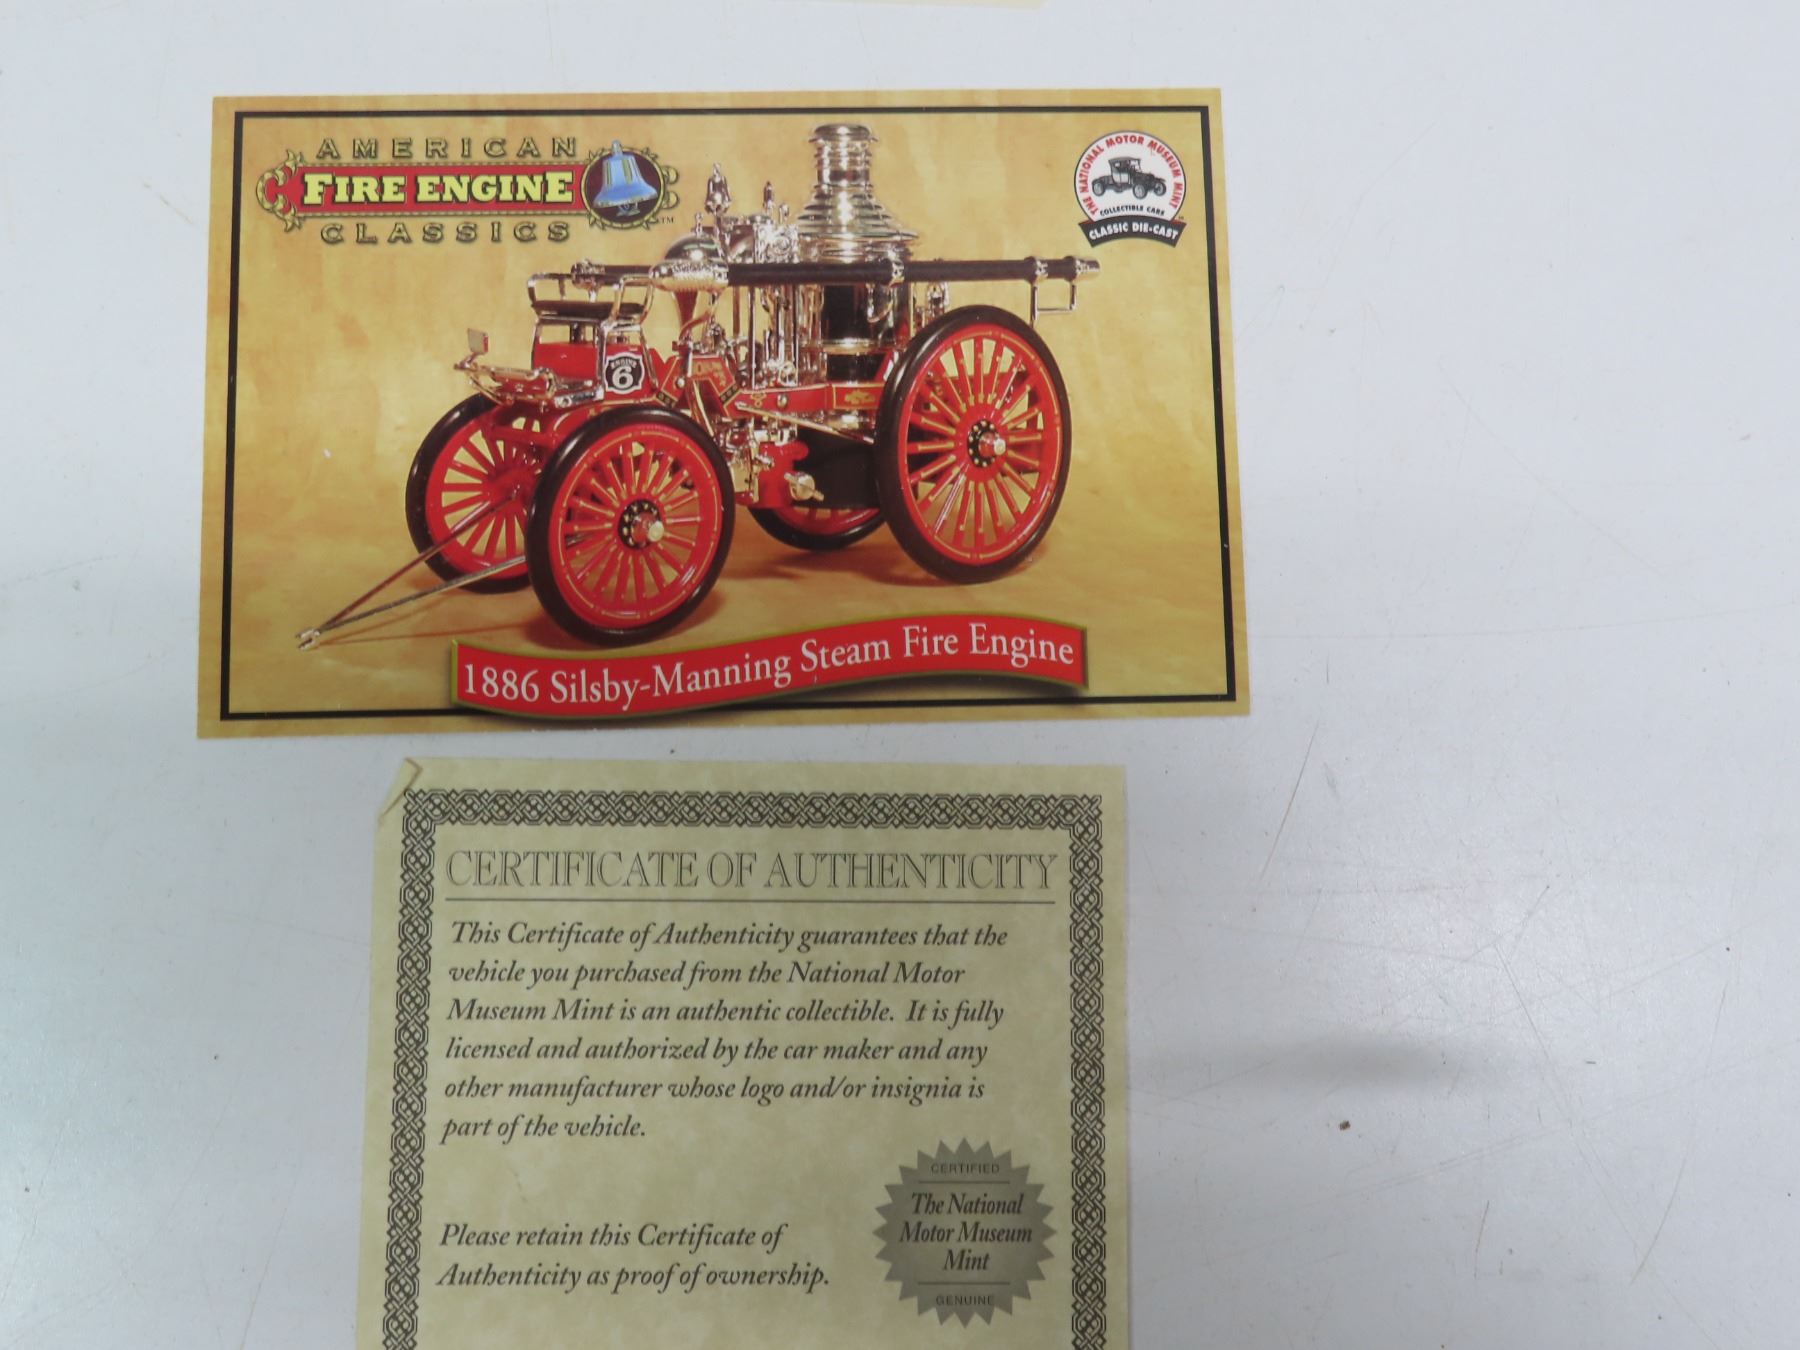 AMERICAN
FIRE ENGINE
CLASSICS
TM
THE NATIONAL MOTOR MUSEUM MINT
COLLECTIBLE CARS
CLASSIC DIE-CAST
ENGINE
6
1886 Silsby-Manning Steam Fire Engine
CERTIFICATE OF AUTHENTICITY
This Certificate of Authenticity guarantees that the
vehicle you purchased from the National Motor
Museum Mint is an authentic collectible. It is fully
licensed and authorized by the car maker and any
other manufacturer whose logo and/or insignia is
part of the vehicle.
Please retain this Certificate of
Authenticity as proof of ownership.
CERTIFIED
The National
Motor Museum
Mint
GENUINE